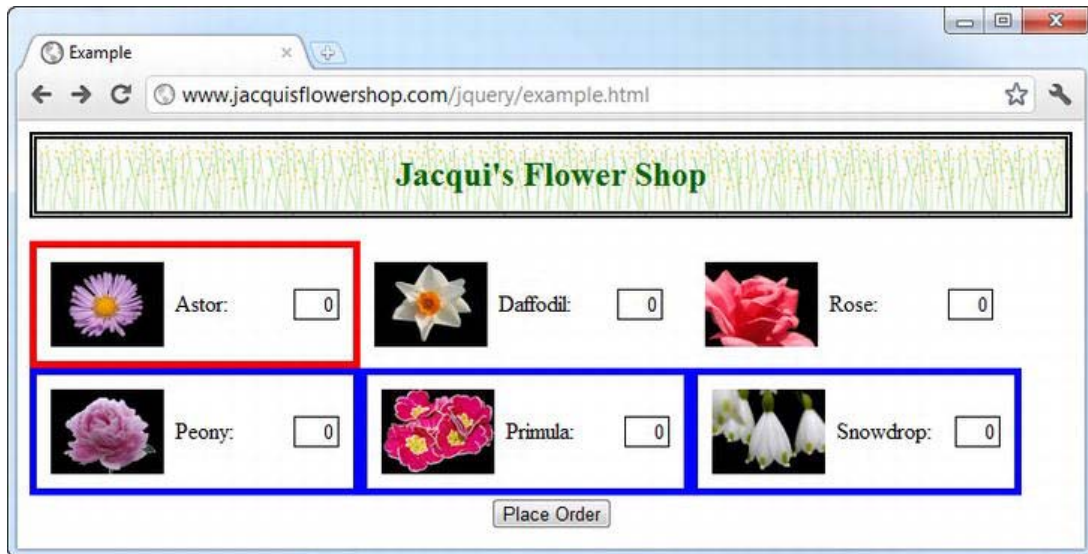 Example
www.jacquisflowershop.com/jquery/example.html
Jacqui's Flower Shop
Astor: 0 Daffodil: 0 Rose: 0
Peony: 0 Primula: 0 Snowdrop: 0
Place Order